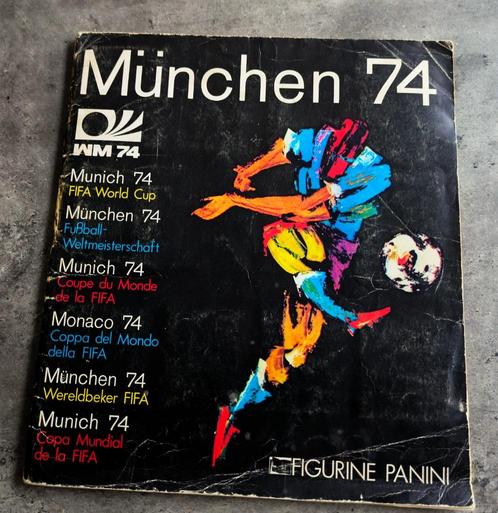 München 74
WM 74
Munich 74
FIFA World Cup
München 74
Fußball-
Weltmeisterschaft
Munich 74
Coupe du Monde
de la FIFA
Monaco 74
Coppa del Mondo
della FIFA
München 74
Wereldbeker FIFA
Munich 74
Copa Mundial
de la FIFA
FIGURINE PANINI